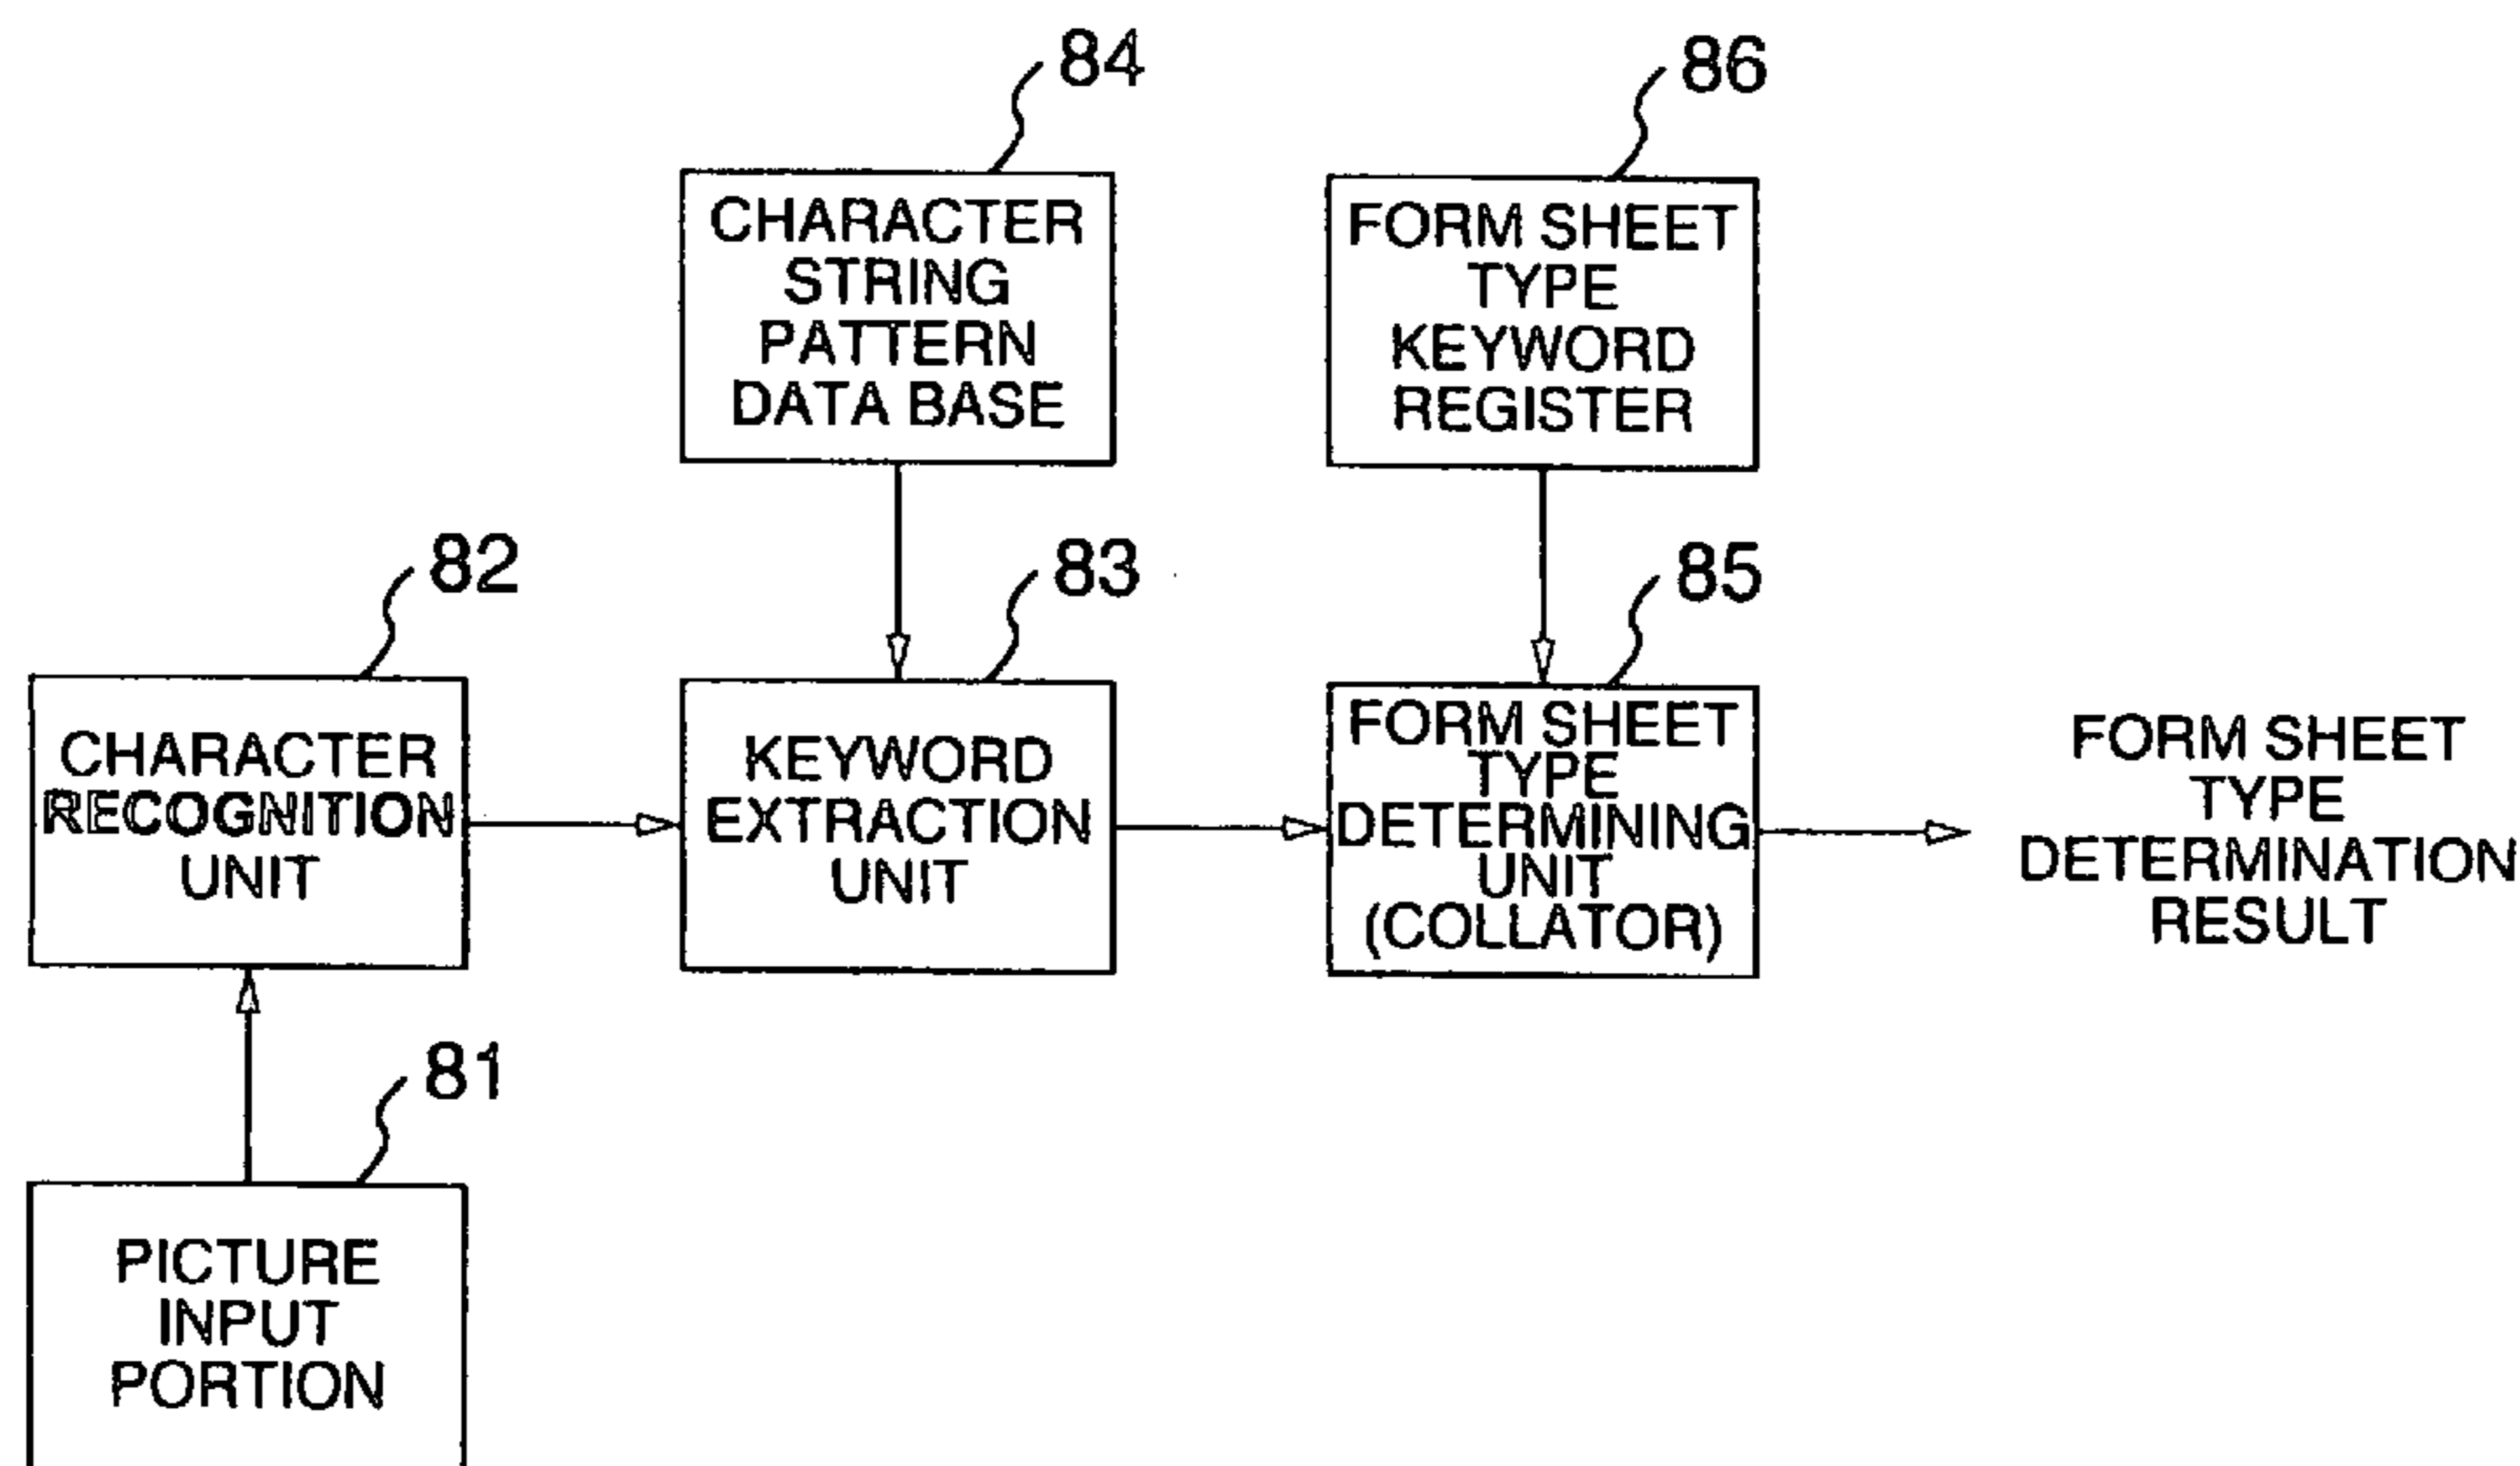 84
CHARACTER
STRING
PATTERN
DATA BASE
86
FORM SHEET
TYPE
KEYWORD
REGISTER
82
CHARACTER
RECOGNITION
UNIT
83
KEYWORD
EXTRACTION
UNIT
85
FORM SHEET
TYPE
DETERMINING
UNIT
(COLLATOR)
FORM SHEET
TYPE
DETERMINATION
RESULT
81
PICTURE
INPUT
PORTION